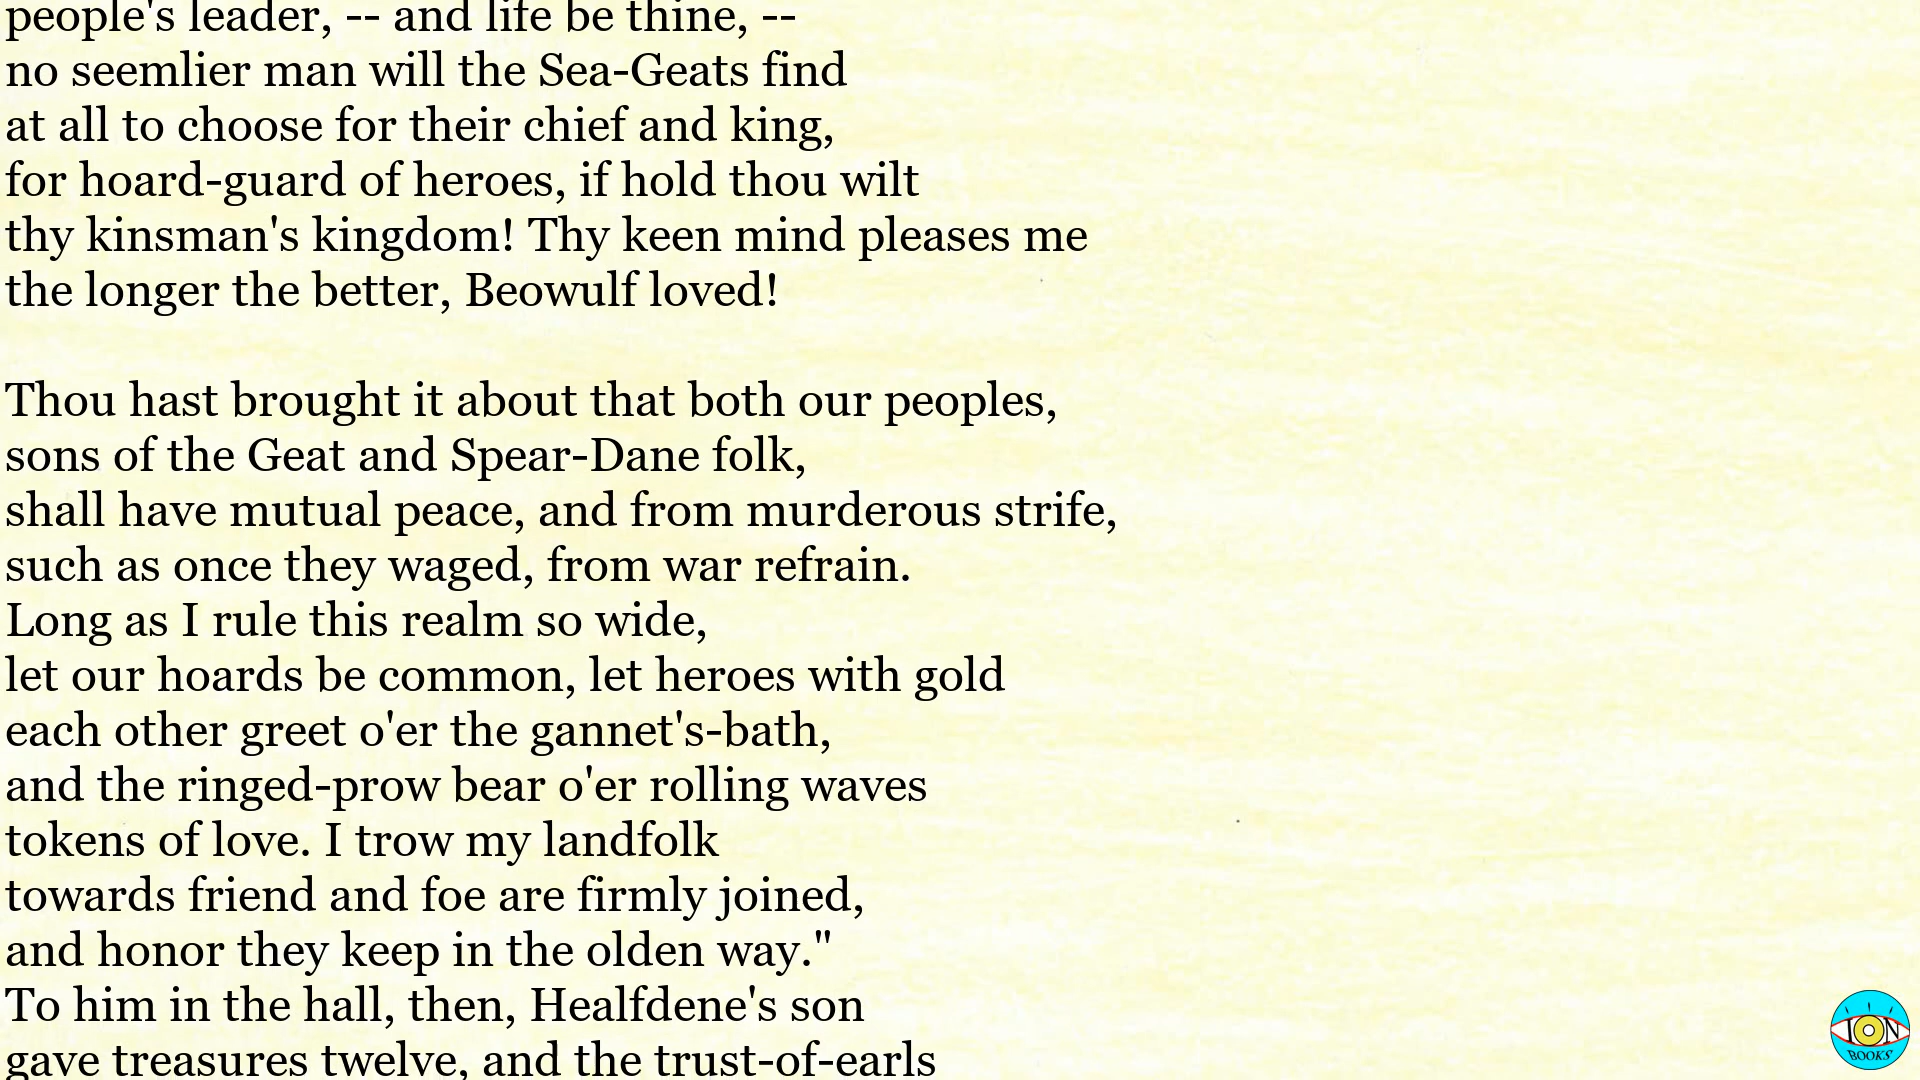 people's leader, -- and life be thine, --
no seemlier man will the Sea-Geats find
at all to choose for their chief and king,
for hoard-guard of heroes, if hold thou wilt
thy kinsman's kingdom! Thy keen mind pleases me
the longer the better, Beowulf loved!
Thou hast brought it about that both our peoples,
sons of the Geat and Spear-Dane folk,
shall have mutual peace, and from murderous strife,
such as once they waged, from war refrain.
Long as I rule this realm so wide,
let our hoards be common, let heroes with gold
each other greet o'er the gannet's-bath,
and the ringed-prow bear o'er rolling waves
tokens of love. I trow my landfolk
towards friend and foe are firmly joined,
and honor they keep in the olden way."
To him in the hall, then, Healfdene's son
gave treasures twelve, and the trust-of-earls
ION
BOOKS